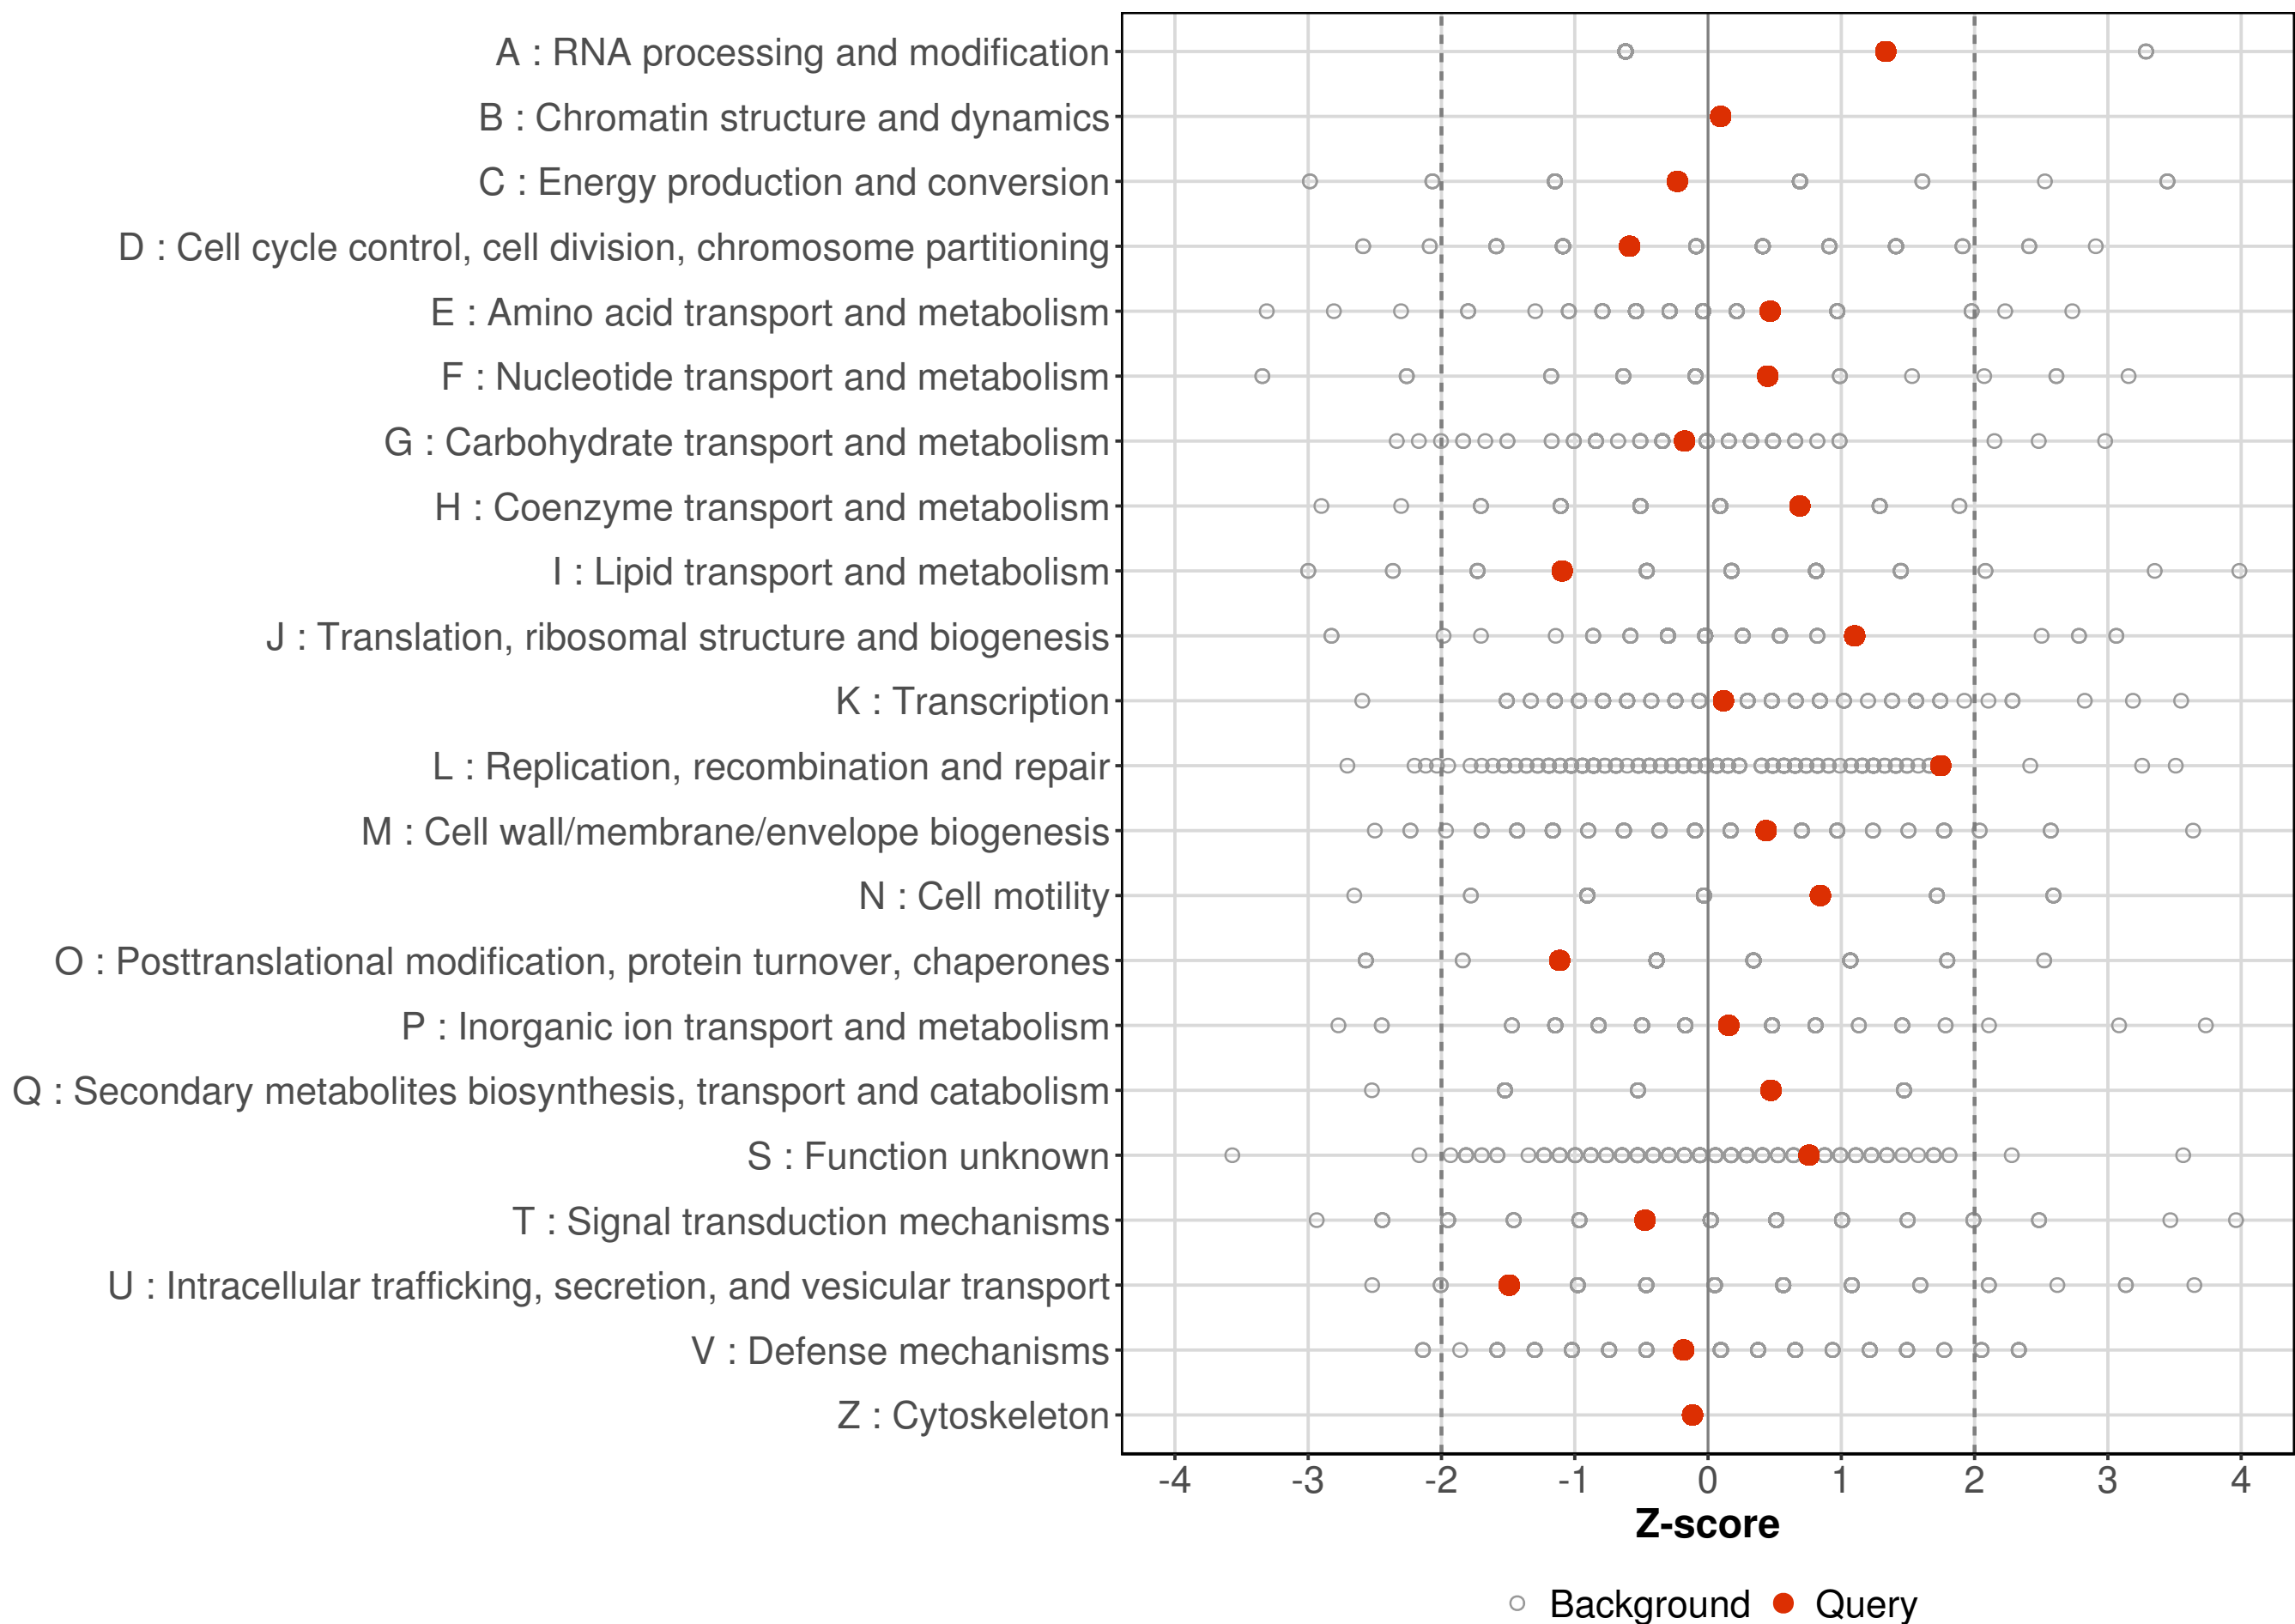 A : RNA processing and modification
B : Chromatin structure and dynamics
C : Energy production and conversion
D : Cell cycle control, cell division, chromosome partitioning
E : Amino acid transport and metabolism
F : Nucleotide transport and metabolism
G : Carbohydrate transport and metabolism
H : Coenzyme transport and metabolism
I : Lipid transport and metabolism
J : Translation, ribosomal structure and biogenesis
K : Transcription
L : Replication, recombination and repair
M : Cell wall/membrane/envelope biogenesis
N : Cell motility
O : Posttranslational modification, protein turnover, chaperones
P : Inorganic ion transport and metabolism
Q : Secondary metabolites biosynthesis, transport and catabolism
S : Function unknown
T : Signal transduction mechanisms
U : Intracellular trafficking, secretion, and vesicular transport
V : Defense mechanisms
Z : Cytoskeleton
-4 -3 -2 -1 0 1 2 3 4
Z-score
Background Query